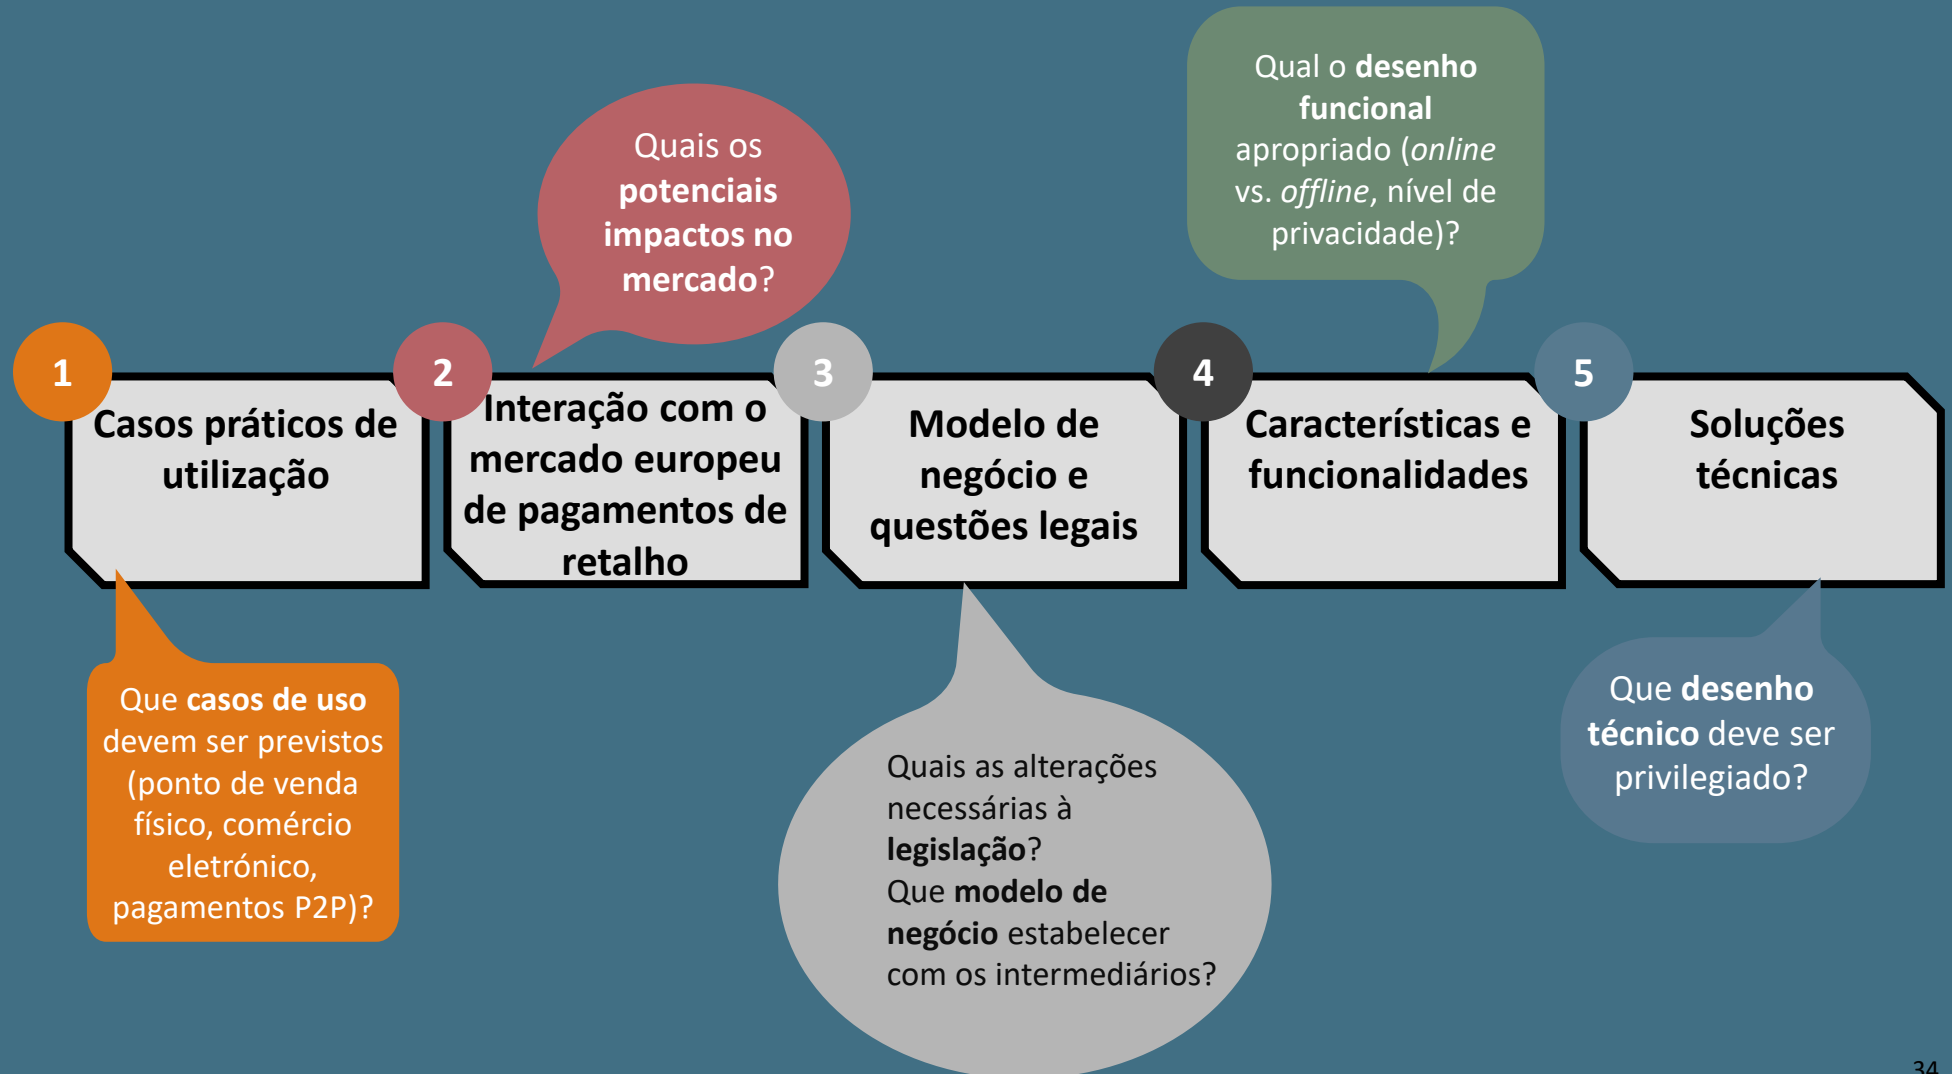 Qual o desenho
funcional
apropriado (online
vs. offline, nível de
privacidade)?
Quais os
potenciais
impactos no
mercado?
1
Casos práticos de
utilização
2
Interação com o
mercado europeu
de pagamentos de
retalho
3
Modelo de
negócio e
questões legais
4
Características e
funcionalidades
5
Soluções
técnicas
Que casos de uso
devem ser previstos
(ponto de venda
físico, comércio
eletrónico,
pagamentos P2P)?
Quais as alterações
necessárias à
legislação?
Que modelo de
negócio estabelecer
com os intermediários?
Que desenho
técnico deve ser
privilegiado?
34